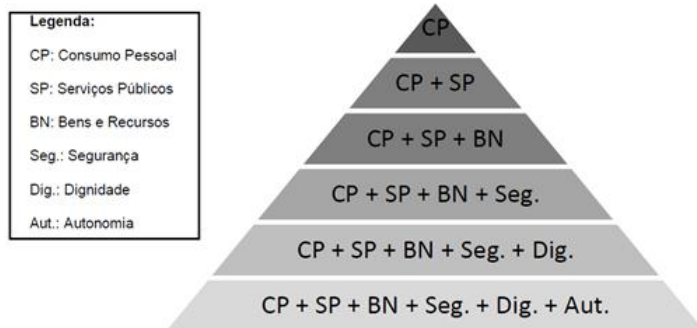 Legenda:
CP: Consumo Pessoal
SP: Serviços Públicos
BN: Bens e Recursos
Seg.: Segurança
Dig.: Dignidade
Aut.: Autonomia
CP
CP + SP
CP + SP + BN
CP + SP + BN + Seg.
CP + SP + BN + Seg. + Dig.
CP + SP + BN + Seg. + Dig. + Aut.